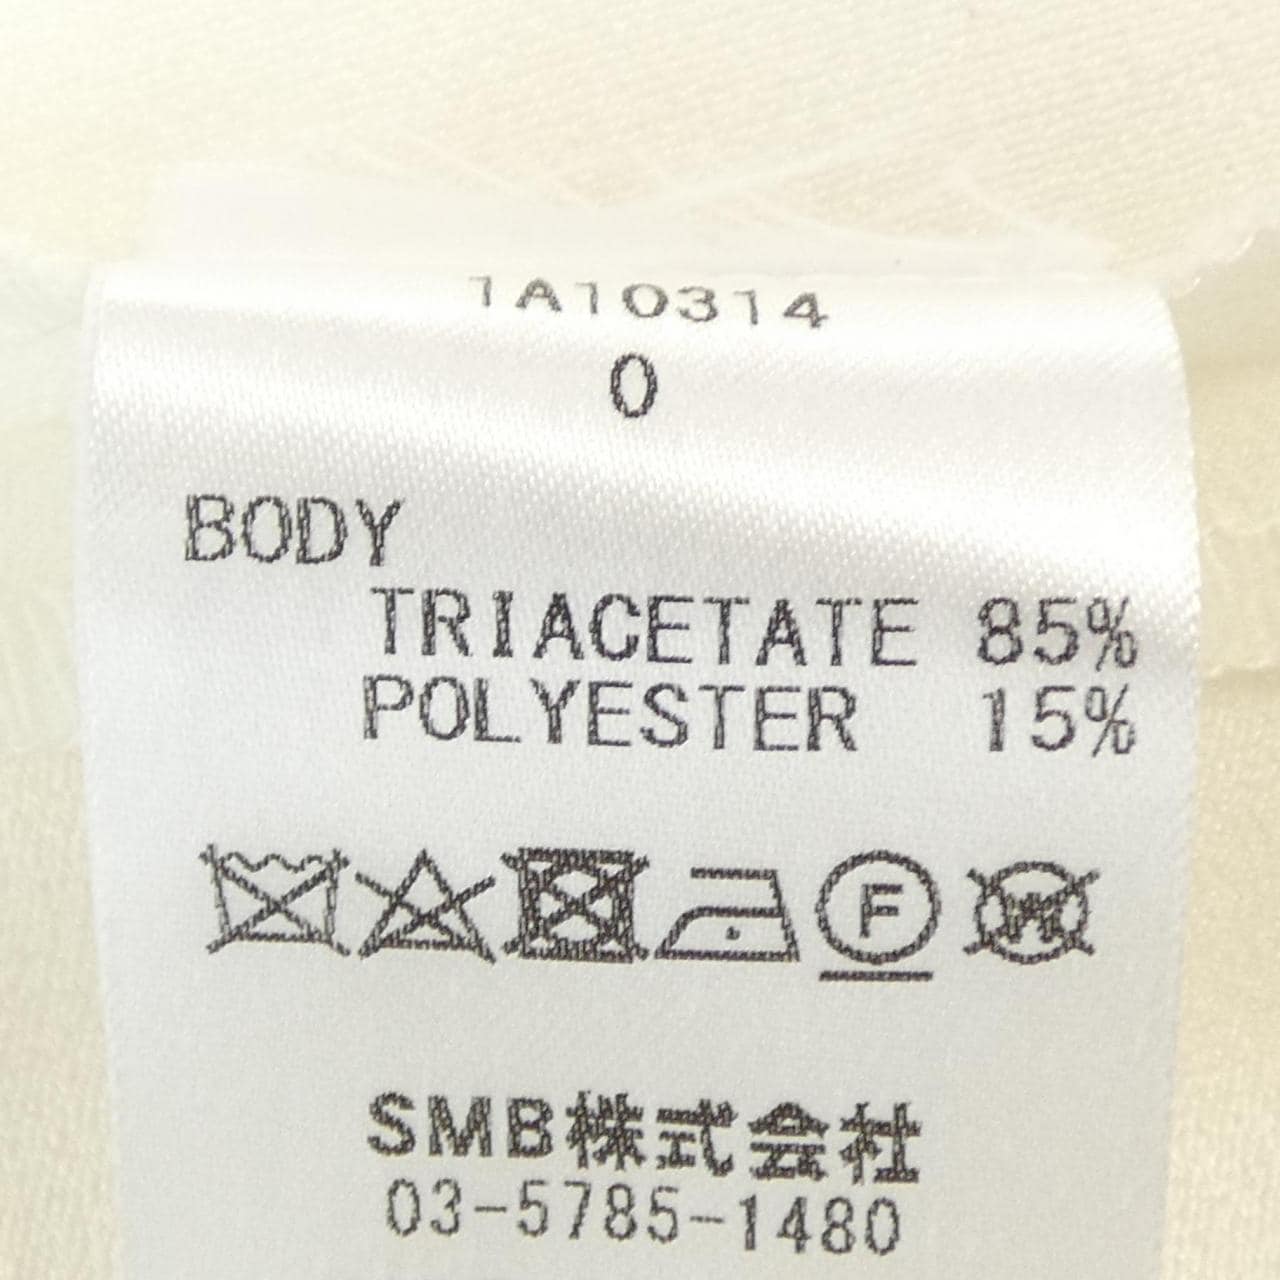 1A10314
0
BODY
TRIACETATE 85%
POLYESTER 15%
F W
SMB株式会社
03-5785-1480